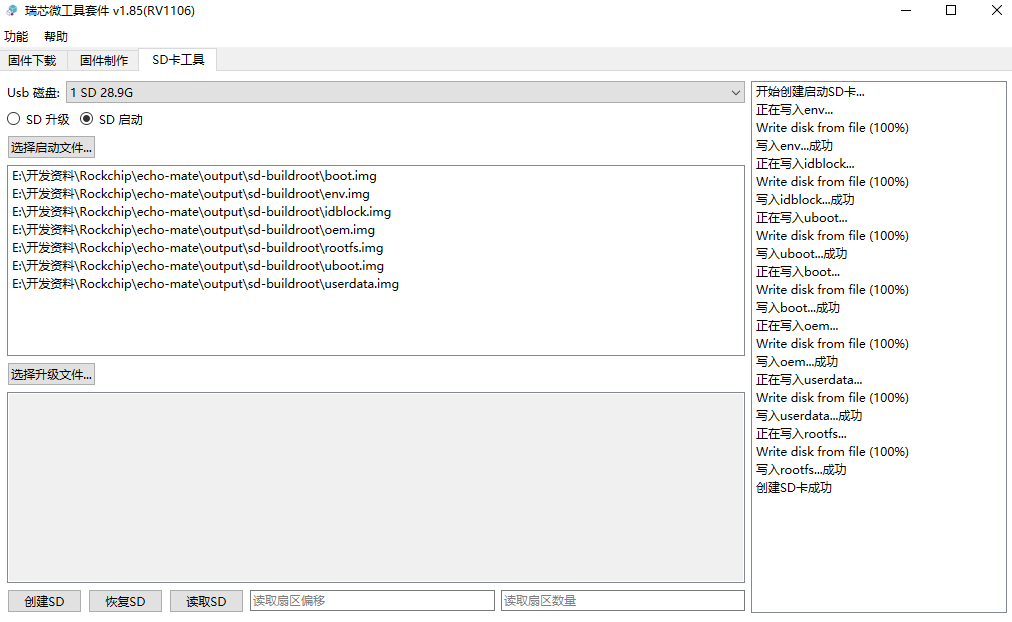 瑞芯微工具套件 v1.85(RV1106)
功能 帮助
固件下载 固件制作 SD卡工具
Usb 磁盘: 1 SD 28.9G
SD 升级 SD 启动
选择启动文件...
E:\开发资料\Rockchip\echo-mate\output\sd-buildroot\boot.img
E:\开发资料\Rockchip\echo-mate\output\sd-buildroot\env.img
E:\开发资料\Rockchip\echo-mate\output\sd-buildroot\idblock.img
E:\开发资料\Rockchip\echo-mate\output\sd-buildroot\oem.img
E:\开发资料\Rockchip\echo-mate\output\sd-buildroot\rootfs.img
E:\开发资料\Rockchip\echo-mate\output\sd-buildroot\uboot.img
E:\开发资料\Rockchip\echo-mate\output\sd-buildroot\userdata.img
选择升级文件...
创建SD 恢复SD 读取SD 读取扇区偏移 读取扇区数量
开始创建启动SD卡...
正在写入env...
Write disk from file (100%)
写入env...成功
正在写入idblock...
Write disk from file (100%)
写入idblock...成功
正在写入uboot...
Write disk from file (100%)
写入uboot...成功
正在写入boot...
Write disk from file (100%)
写入boot...成功
正在写入oem...
Write disk from file (100%)
写入oem...成功
正在写入userdata...
Write disk from file (100%)
写入userdata...成功
正在写入rootfs...
Write disk from file (100%)
写入rootfs...成功
创建SD卡成功